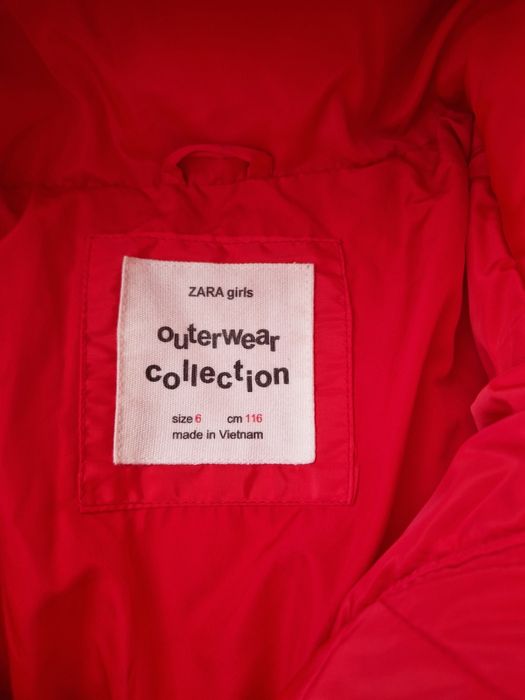 ZARA girls
outerwear
collection
size 6 cm 116
made in Vietnam